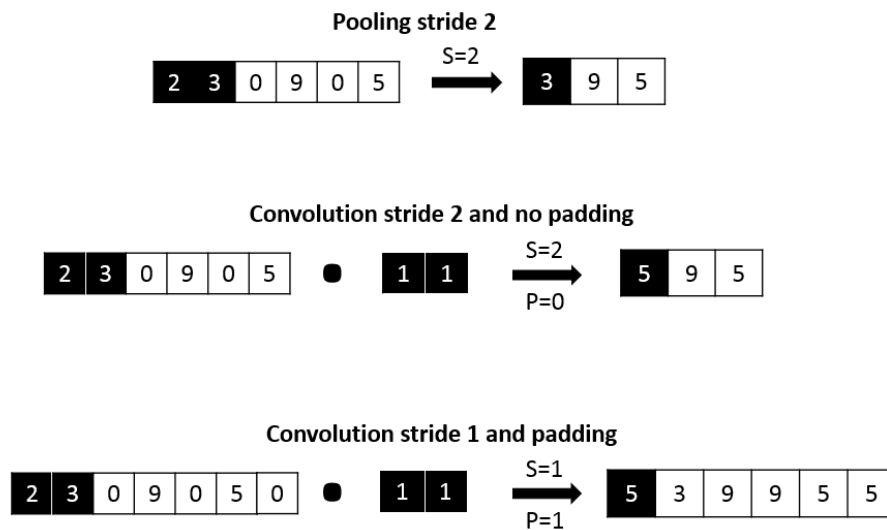 Pooling stride 2
S=2
2 3 0 9 0 5
3 9 5
Convolution stride 2 and no padding
S=2
2 3 0 9 0 5
1 1
5 9 5
P=0
Convolution stride 1 and padding
S=1
2 3 0 9 0 5 0
1 1
5 3 9 9 5 5
P=1